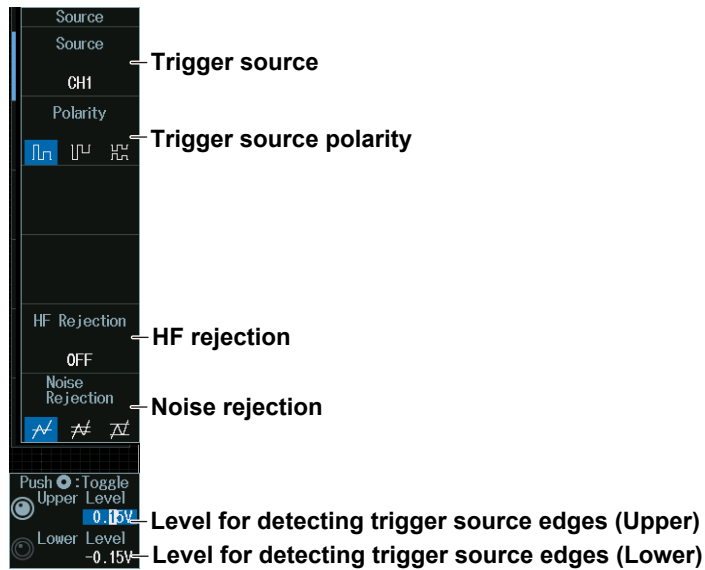 Source
Source
Trigger source
CH1
Polarity
Trigger source polarity
HF Rejection
HF rejection
OFF
Noise
Rejection
Noise rejection
Push :Toggle
Upper Level
0.15V
Level for detecting trigger source edges (Upper)
Lower Level
-0.15V
Level for detecting trigger source edges (Lower)